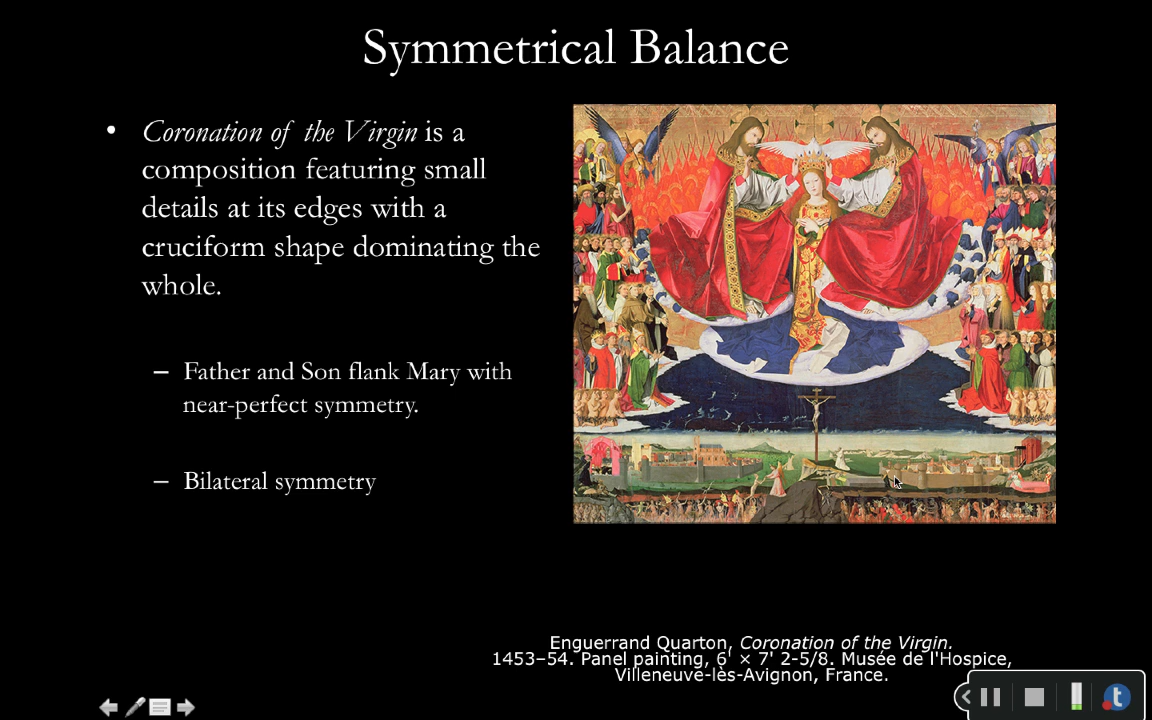 Symmetrical Balance
• Coronation of the Virgin is a
composition featuring small
details at its edges with a
cruciform shape dominating the
whole.
– Father and Son flank Mary with
near-perfect symmetry.
– Bilateral symmetry
Enguerrand Quarton, Coronation of the Virgin.
1453–54. Panel painting, 6' × 7' 2-5/8. Musée de l'Hospice,
Villeneuve-lès-Avignon, France.
t